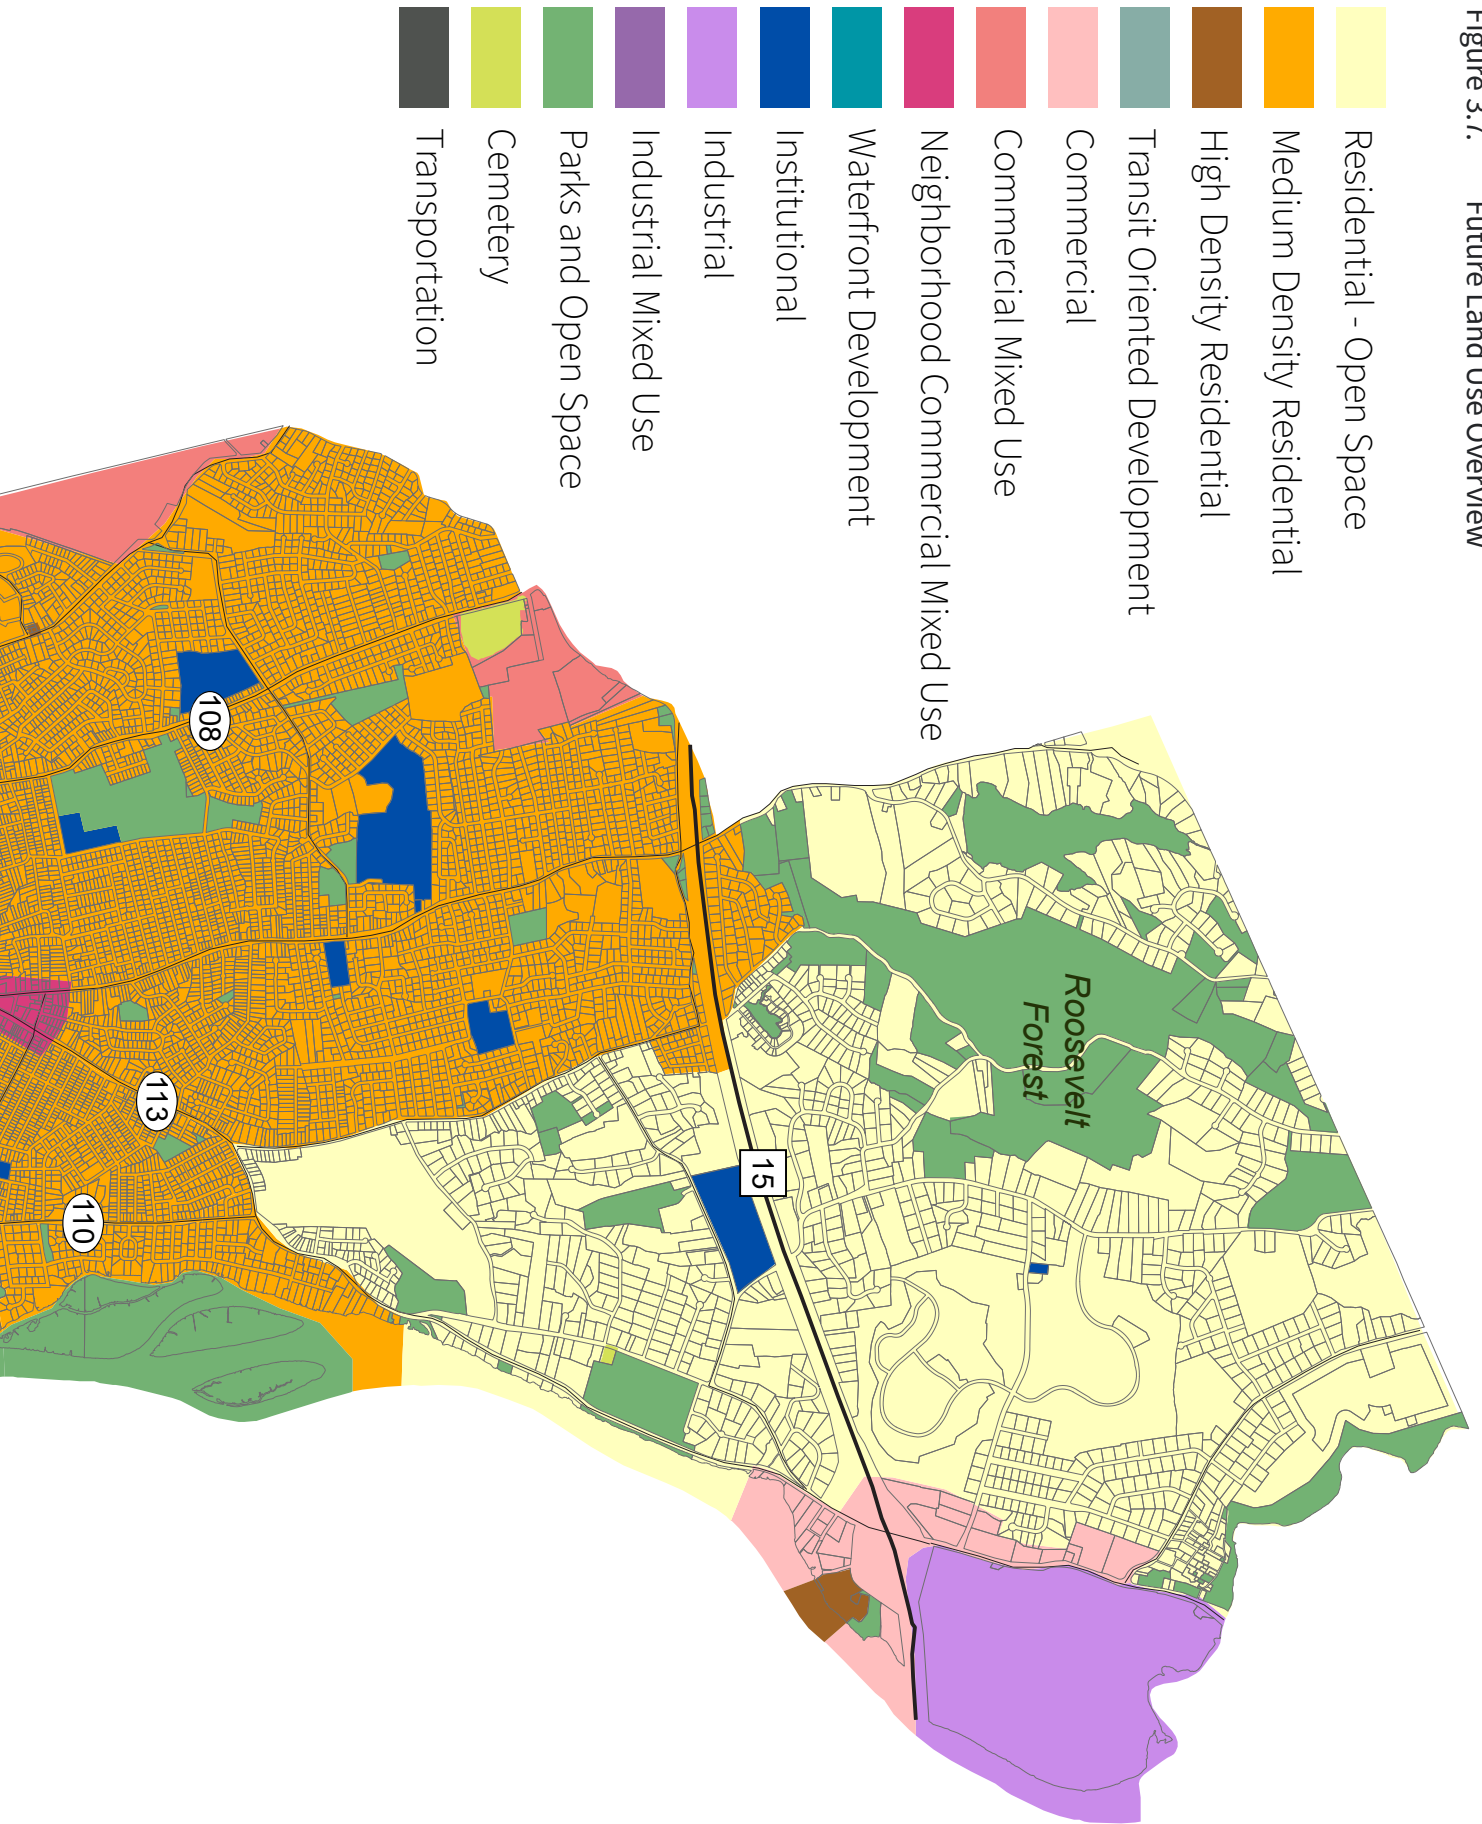 Figure 3.7. Future Land Use Overview
Residential - Open Space
Medium Density Residential
High Density Residential
Transit Oriented Development
Commercial
Commercial Mixed Use
Neighborhood Commercial Mixed Use
Waterfront Development
Institutional
Industrial
Industrial Mixed Use
Parks and Open Space
Cemetery
Transportation
Roosevelt
Forest
15
108
113
110